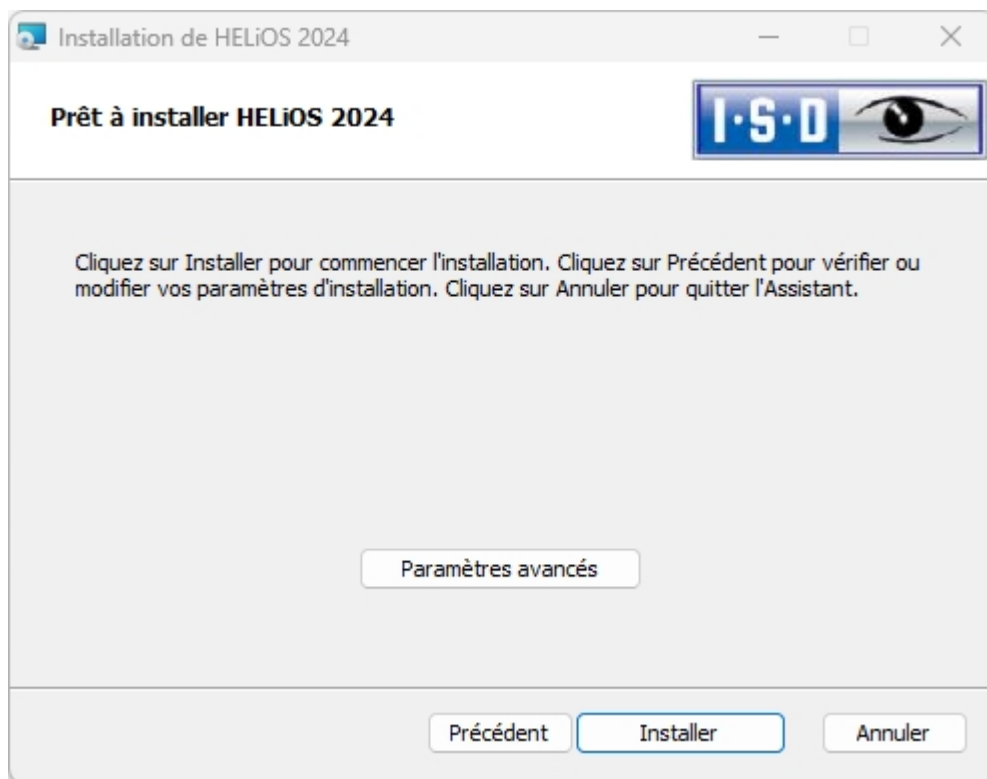 Installation de HELiOS 2024
Prêt à installer HELiOS 2024
I·S·D
Cliquez sur Installer pour commencer l'installation. Cliquez sur Précédent pour vérifier ou
modifier vos paramètres d'installation. Cliquez sur Annuler pour quitter l'Assistant.
Paramètres avancés
Précédent
Installer
Annuler